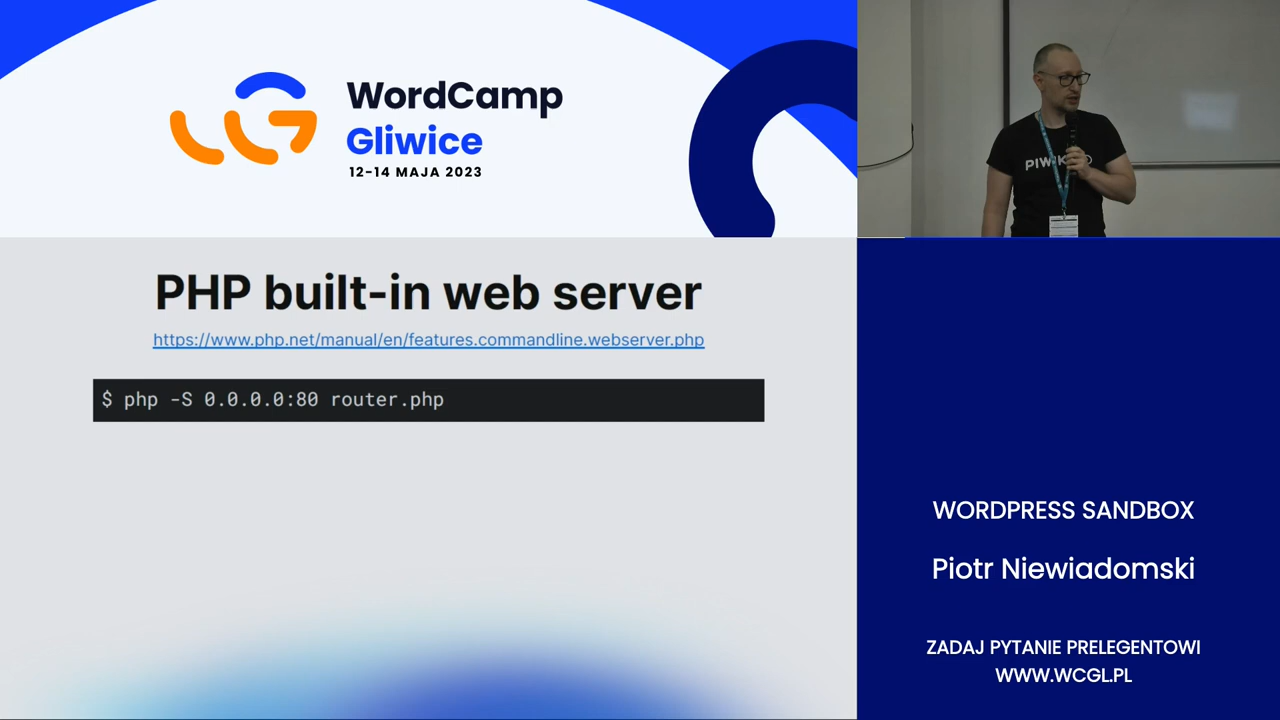 WordCamp
Gliwice
12-14 MAJA 2023
PHP built-in web server
https://www.php.net/manual/en/features.commandline.webserver.php
$ php -S 0.0.0.0:80 router.php
WORDPRESS SANDBOX
Piotr Niewiadomski
ZADAJ PYTANIE PRELEGENTOWI
WWW.WCGL.PL